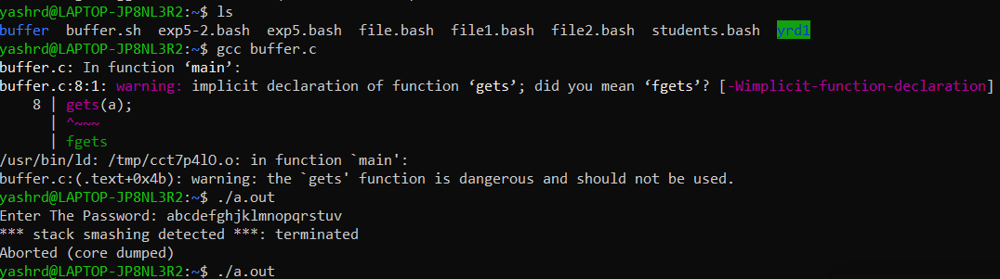 yashrd@LAPTOP-JP8NL3R2:~$ ls
buffer buffer.sh exp5-2.bash exp5.bash file.bash file1.bash file2.bash students.bash yrd1
yashrd@LAPTOP-JP8NL3R2:~$ gcc buffer.c
buffer.c: In function ‘main’:
buffer.c:8:1: warning: implicit declaration of function ‘gets’; did you mean ‘fgets’? [-Wimplicit-function-declaration]
8 | gets(a);
| ^~~~
| fgets
/usr/bin/ld: /tmp/cct7p4lO.o: in function `main':
buffer.c:(.text+0x4b): warning: the `gets' function is dangerous and should not be used.
yashrd@LAPTOP-JP8NL3R2:~$ ./a.out
Enter The Password: abcdefghjklmnopqrstuv
*** stack smashing detected ***: terminated
Aborted (core dumped)
yashrd@LAPTOP-JP8NL3R2:~$ ./a.out